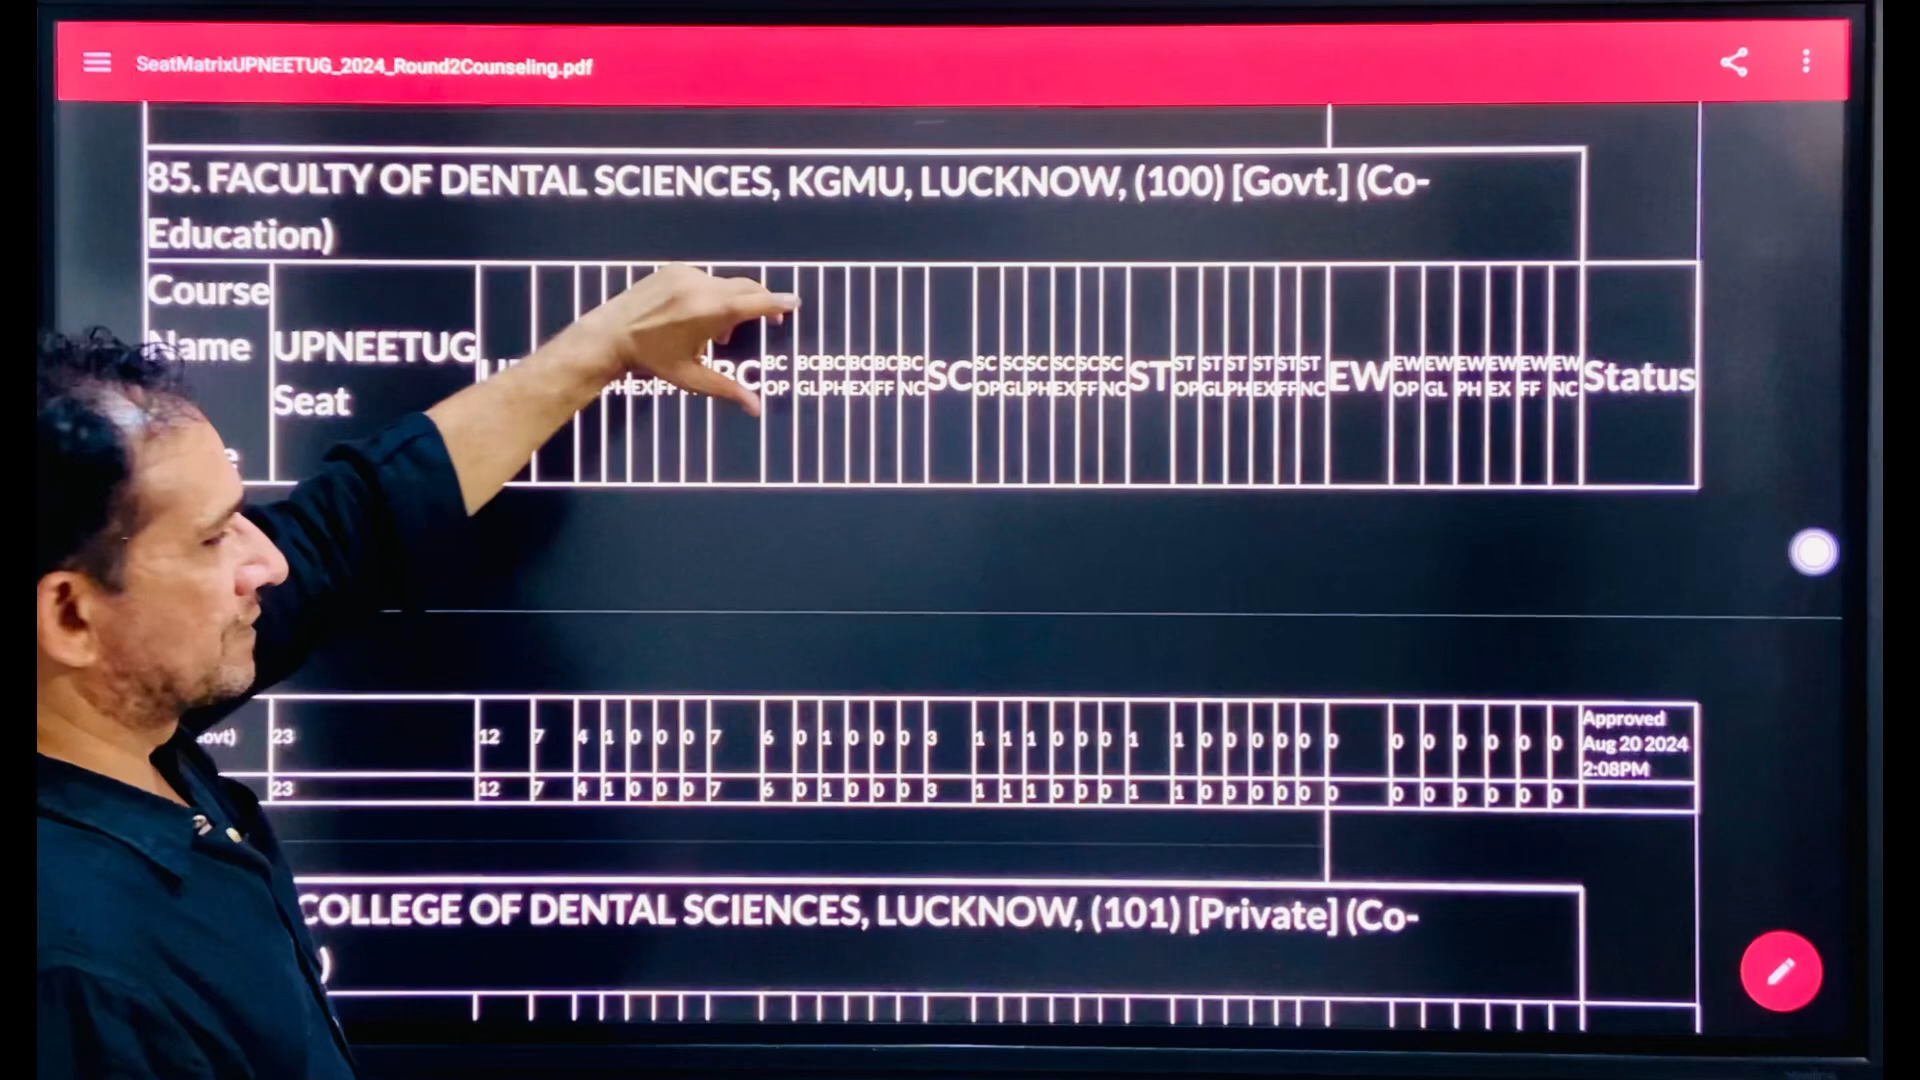 SeatMatrixUPNEETUG_2024_Round2Counseling.pdf
85. FACULTY OF DENTAL SCIENCES, KGMU, LUCKNOW, (100) [Govt.] (Co-
Education)
Course
Name
UPNEETUG
Seat
BC
BC OP BC GL BC PH BC EX BC FF BC NC SC SC OP SC GL SC PH SC EX SC FF SC NC ST ST OP ST GL ST PH ST EX ST FF ST NC EW EW OP EW GL EW PH EW EX EW FF EW NC Status
23 12 7 4 1 0 0 0 7 6 0 1 0 0 0 3 1 1 1 0 0 0 1 1 0 0 0 0 0 0 0 0 0 0 0 0 Approved
Aug 20 2024
2:08PM
23 12 7 4 1 0 0 0 7 6 0 1 0 0 0 3 1 1 1 0 0 0 1 1 0 0 0 0 0 0 0 0 0 0 0 0
COLLEGE OF DENTAL SCIENCES, LUCKNOW, (101) [Private] (Co-
)